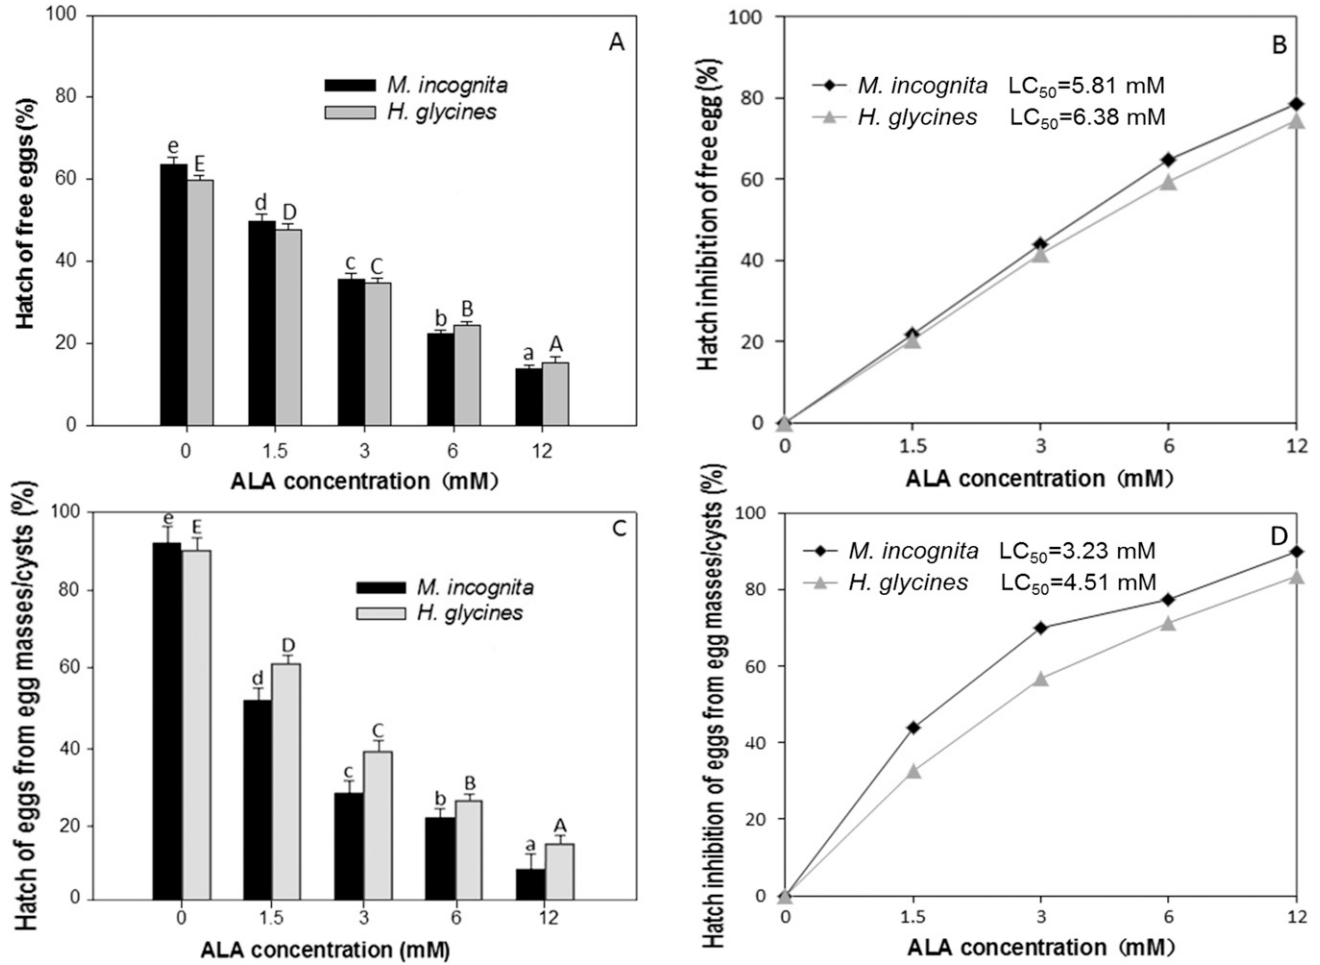 A
M. incognita
H. glycines
Hatch of free eggs (%)
100
80
60
40
20
0
e E
d D
c C
b B
a A
0 1.5 3 6 12
ALA concentration (mM)
B
M. incognita LC50=5.81 mM
H. glycines LC50=6.38 mM
Hatch inhibition of free egg (%)
100
80
60
40
20
0
0 1.5 3 6 12
ALA concentration (mM)
C
M. incognita
H. glycines
Hatch of eggs from egg masses/cysts (%)
100
80
60
40
20
0
e E
d D
c C
b B
a A
0 1.5 3 6 12
ALA concentration (mM)
D
M. incognita LC50=3.23 mM
H. glycines LC50=4.51 mM
Hatch inhibition of eggs from egg masses/cysts (%)
100
80
60
40
20
0
0 1.5 3 6 12
ALA concentration (mM)